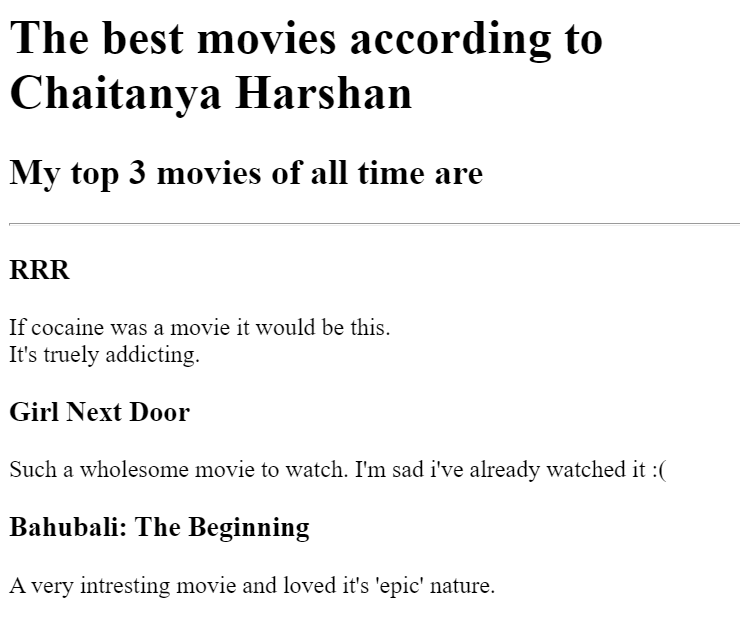 The best movies according to
Chaitanya Harshan
My top 3 movies of all time are
RRR
If cocaine was a movie it would be this.
It's truely addicting.
Girl Next Door
Such a wholesome movie to watch. I'm sad i've already watched it :(
Bahubali: The Beginning
A very intresting movie and loved it's 'epic' nature.